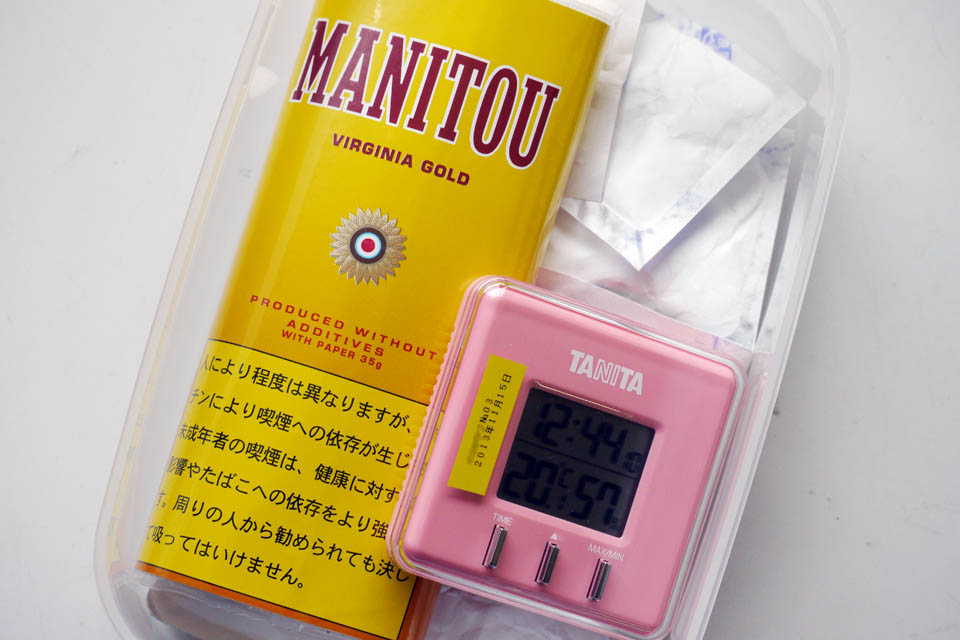 MANITOU
VIRGINIA GOLD
PRODUCED WITHOUT
ADDITIVES
WITH PAPER 35g
人により程度は異なりますが、
チンにより喫煙への依存が生じ
未成年者の喫煙は、健康に対す
影響やたばこへの依存をより強
す。周りの人から勧められても決し
て吸ってはいけません。
TANITA
№03
2013年11月15日
12:44
20℃57%
TIME
▲
MAX/MIN